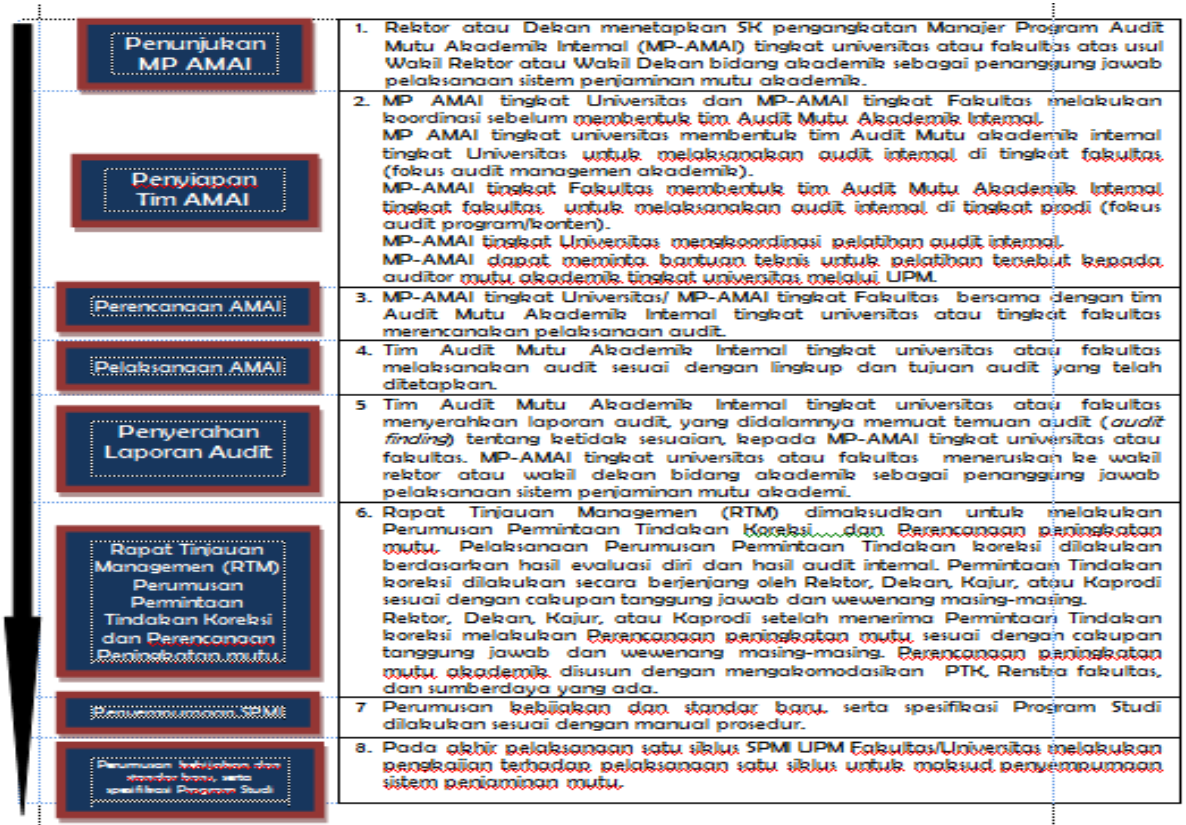 Penunjukan
MP AMAI
1. Rektor atau Dekan menetapkan SK pengangkatan Manajer Program Audit
Mutu Akademik Internal (MP-AMAI) tingkat universitas atau fakultas atas usul
Wakil Rektor atau Wakil Dekan bidang akademik sebagai penanggung jawab
pelaksanaan sistem penjaminan mutu akademik.
Penyiapan
Tim AMAI
2. MP AMAI tingkat Universitas dan MP-AMAI tingkat Fakultas melakukan
koordinasi sebelum membentuk tim Audit Mutu Akademik Internal.
MP AMAI tingkat universitas membentuk tim Audit Mutu akademik internal
tingkat Universitas untuk melaksanakan audit internal di tingkat fakultas
(fokus audit managemen akademik).
MP-AMAI tingkat Fakultas membentuk tim Audit Mutu Akademik Internal
tingkat fakultas untuk melaksanakan audit internal di tingkat prodi (fokus
audit program/konten).
MP-AMAI tingkat Universitas mengkoordinasi pelatihan audit internal.
MP-AMAI dapat meminta bantuan teknis untuk pelatihan tersebut kepada
auditor mutu akademik tingkat universitas melalui UPM.
Perencanaan AMAI
3. MP-AMAI tingkat Universitas/ MP-AMAI tingkat Fakultas bersama dengan tim
Audit Mutu Akademik Internal tingkat universitas atau tingkat fakultas
merencanakan pelaksanaan audit.
Pelaksanaan AMAI
4. Tim Audit Mutu Akademik Internal tingkat universitas atau fakultas
melaksanakan audit sesuai dengan lingkup dan tujuan audit yang telah
ditetapkan.
Penyerahan
Laporan Audit
5 Tim Audit Mutu Akademik Internal tingkat universitas atau fakultas
menyerahkan laporan audit, yang didalamnya memuat temuan audit (audit
finding) tentang ketidak sesuaian, kepada MP-AMAI tingkat universitas atau
fakultas. MP-AMAI tingkat universitas atau fakultas meneruskan ke wakil
rektor atau wakil dekan bidang akademik sebagai penanggung jawab
pelaksanaan sistem penjaminan mutu akademi.
Rapat Tinjauan
Managemen (RTM)
Perumusan
Permintaan
Tindakan Koreksi
dan Perencanaan
Peningkatan mutu
6. Rapat Tinjauan Managemen (RTM) dimaksudkan untuk melakukan
Perumusan Permintaan Tindakan Koreksi dan Perencanaan peningkatan
mutu. Pelaksanaan Perumusan Permintaan Tindakan koreksi dilakukan
berdasarkan hasil evaluasi diri dan hasil audit internal. Permintaan Tindakan
koreksi dilakukan secara berjenjang oleh Rektor, Dekan, Kajur, atau Kaprodi
sesuai dengan cakupan tanggung jawab dan wewenang masing-masing.
Rektor, Dekan, Kajur, atau Kaprodi setelah menerima Permintaan Tindakan
koreksi melakukan Perencanaan peningkatan mutu sesuai dengan cakupan
tanggung jawab dan wewenang masing-masing. Perencanaan peningkatan
mutu akademik disusun dengan mengakomodasikan PTK, Renstra fakultas,
dan sumberdaya yang ada.
Penyempurnaan SPMI
7 Perumusan kebijakan dan standar baru, serta spesifikasi Program Studi
dilakukan sesuai dengan manual prosedur.
Perumusan kebijakan dan
standar baru, serta
spesifikasi Program Studi
8. Pada akhir pelaksanaan satu siklus SPMI UPM Fakultas/Universitas melakukan
pengkajian terhadap pelaksanaan satu siklus untuk maksud penyempurnaan
sistem penjaminan mutu.